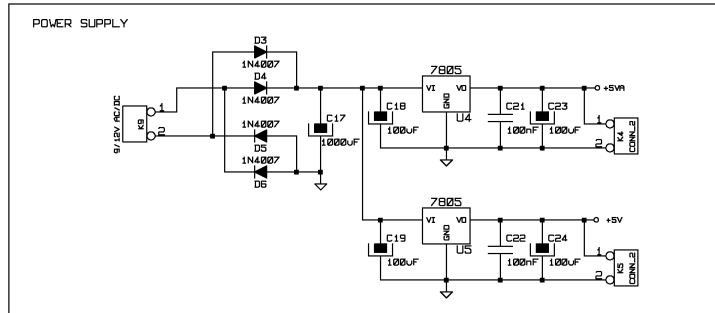 POWER SUPPLY
D3
1N4007
D4
1N4007
D5
1N4007
D6
1N4007
9/12V AC/DC
K9
1
2
C17
1000uF
C18
100uF
7805
VI
VO
GND
U4
C21
100nF
C23
100uF
+5VA
1
2
K4
CONN_2
C19
100uF
7805
VI
VO
GND
U5
C22
100nF
C24
100uF
+5V
1
2
K5
CONN_2